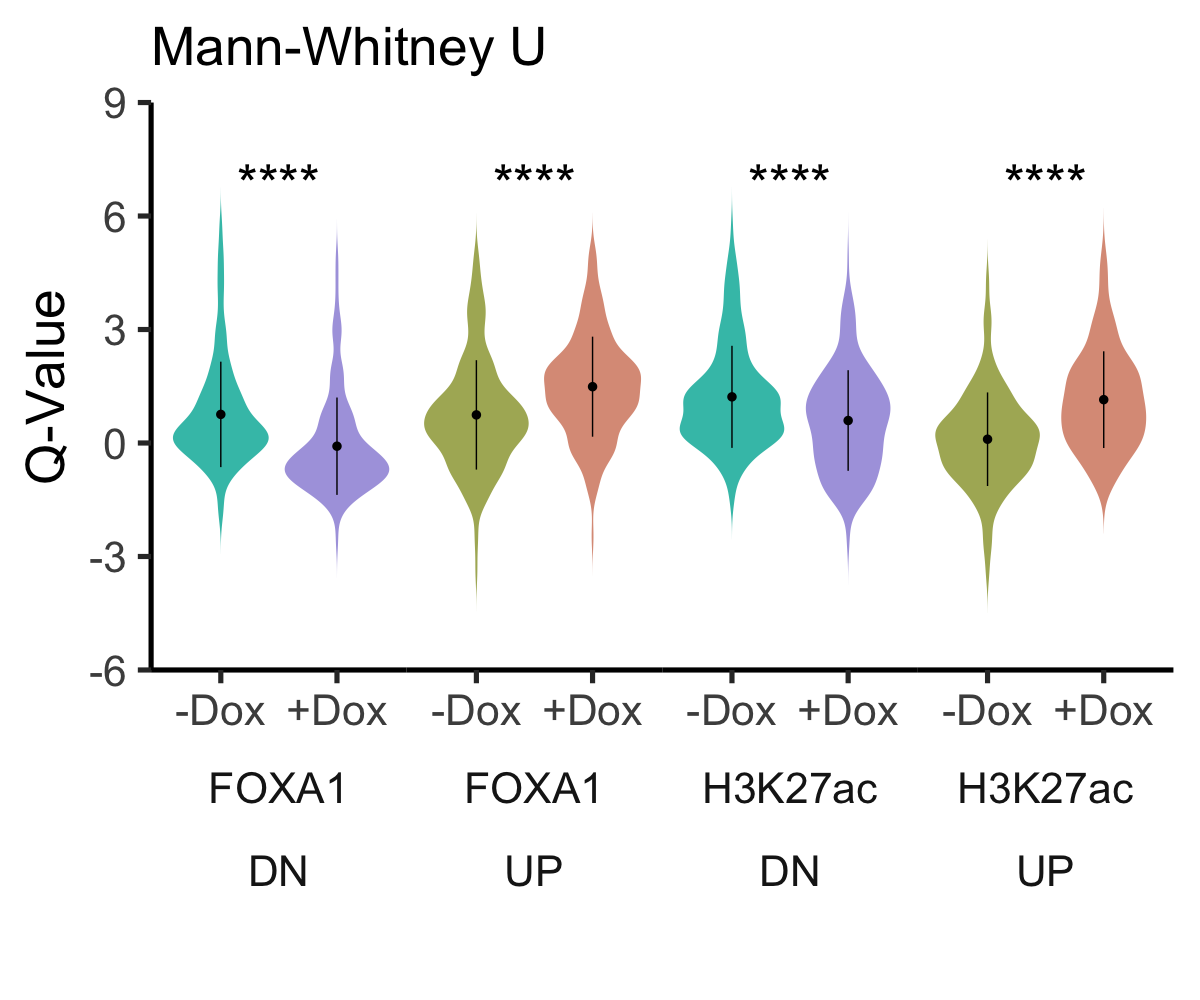 Mann-Whitney U
9
**** **** **** ****
6
3
Q-Value
0
-3
-6
-Dox +Dox -Dox +Dox -Dox +Dox -Dox +Dox
FOXA1 FOXA1 H3K27ac H3K27ac
DN UP DN UP